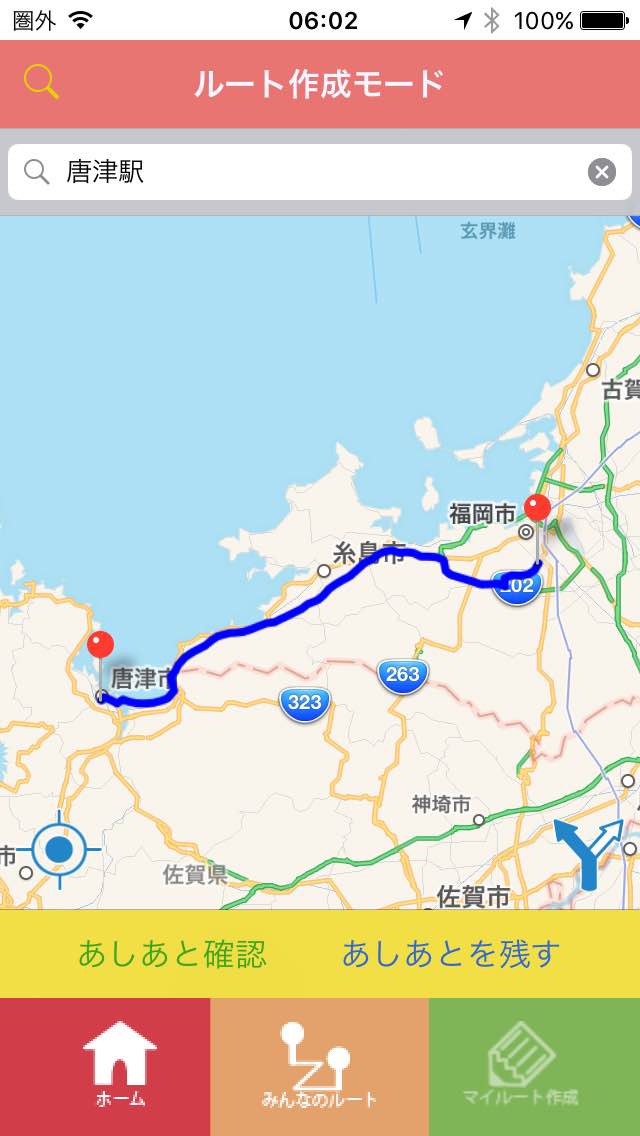 圏外 06:02 100%
ルート作成モード
唐津駅
玄界灘
古賀
福岡市
糸島市
202
唐津市
263
323
神埼市
市
佐賀県
佐賀市
あしあと確認 あしあとを残す
ホーム みんなのルート マイルート作成